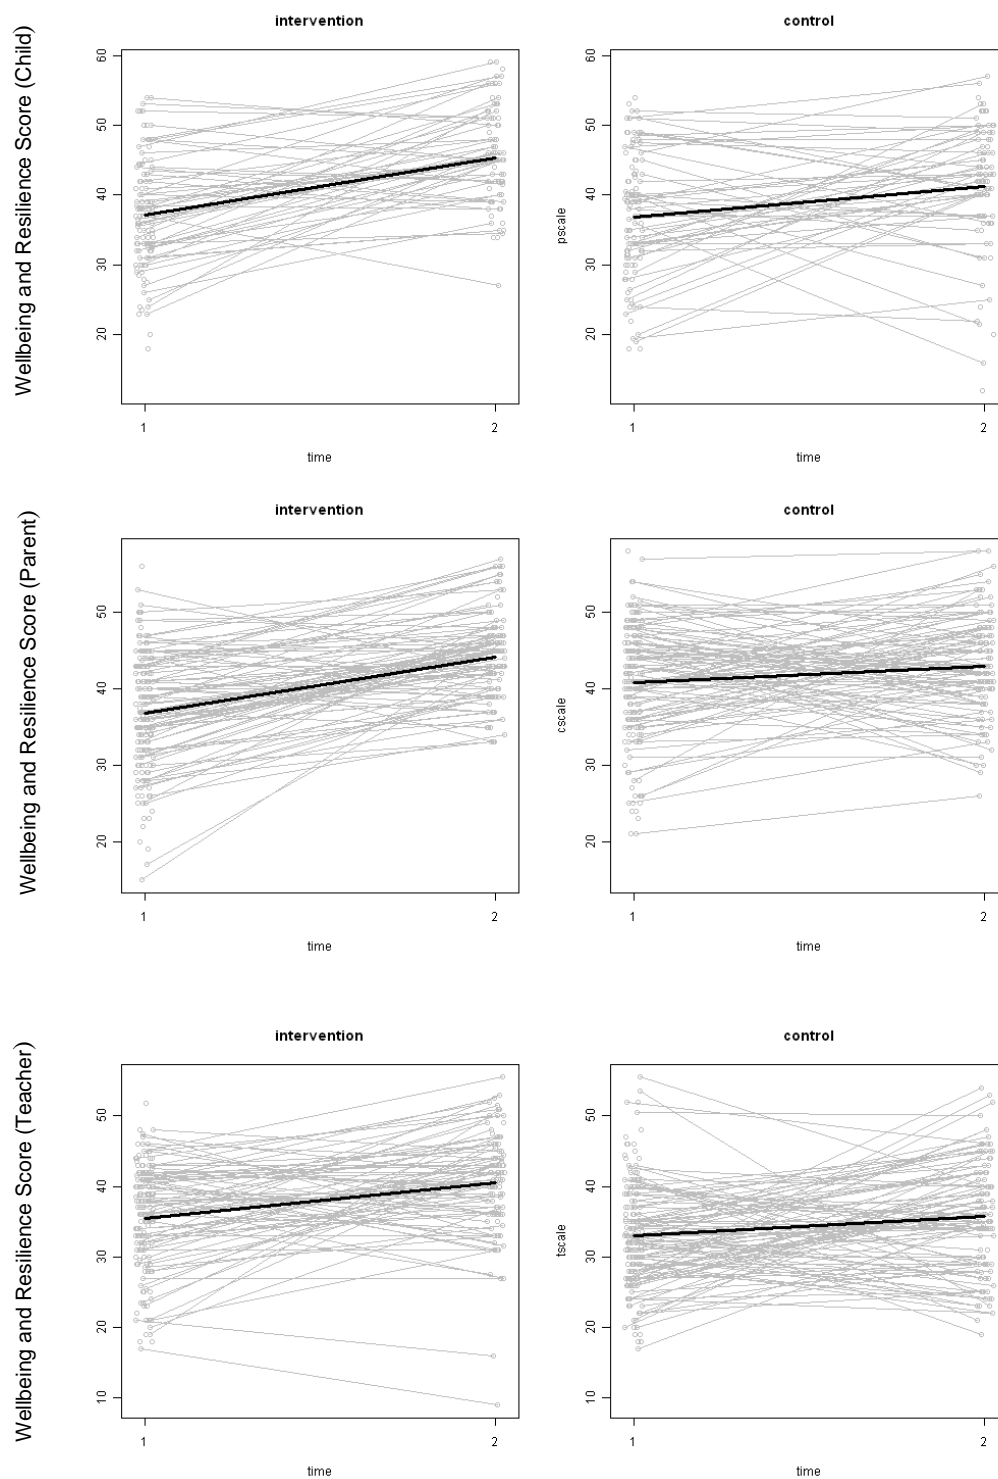 Wellbeing and Resilience Score (Child)
intervention
60
50
40
30
20
1
2
time
control
pscale
60
50
40
30
20
1
2
time
Wellbeing and Resilience Score (Parent)
intervention
50
40
30
20
1
2
time
control
cscale
50
40
30
20
1
2
time
Wellbeing and Resilience Score (Teacher)
intervention
50
40
30
20
10
1
2
time
control
tscale
50
40
30
20
10
1
2
time